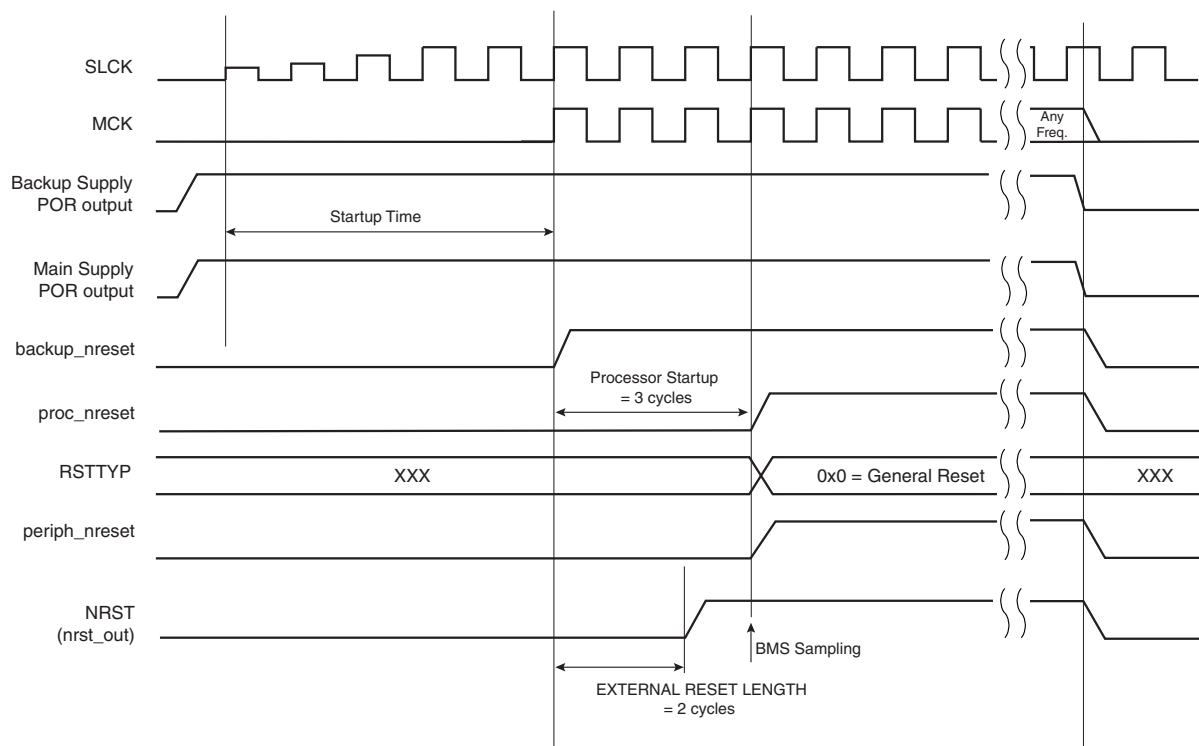 SLCK
MCK
Any
Freq.
Backup Supply
POR output
Startup Time
Main Supply
POR output
backup_nreset
Processor Startup
= 3 cycles
proc_nreset
RSTTYP
XXX
0x0 = General Reset
XXX
periph_nreset
NRST
(nrst_out)
BMS Sampling
EXTERNAL RESET LENGTH
= 2 cycles